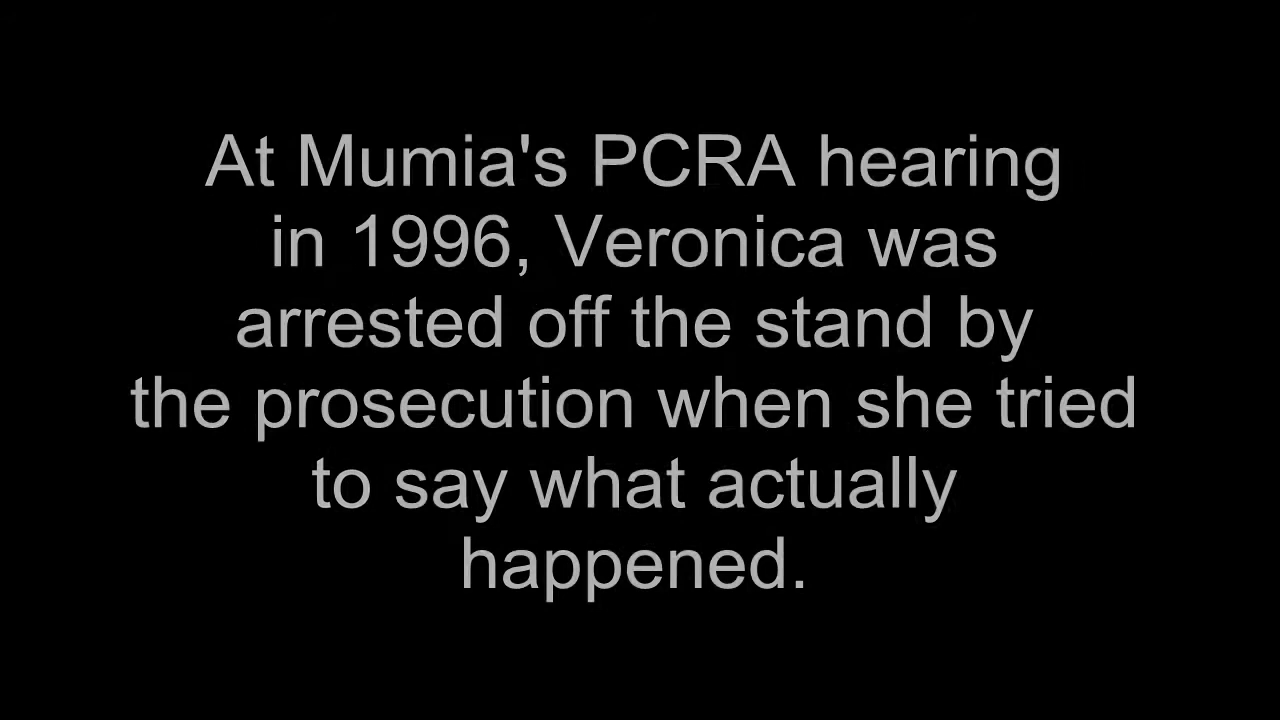 At Mumia's PCRA hearing
in 1996, Veronica was
arrested off the stand by
the prosecution when she tried
to say what actually
happened.